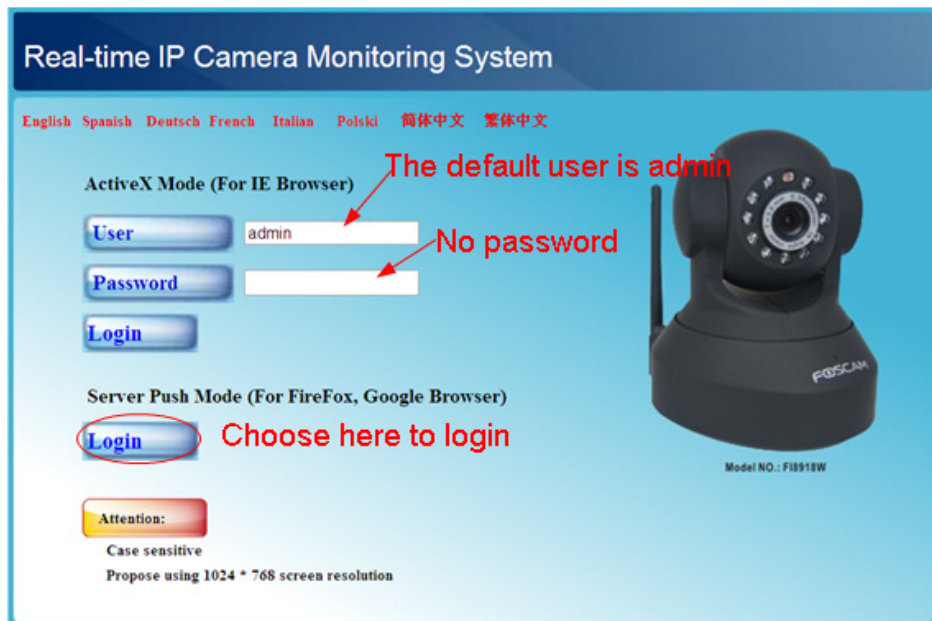 Real-time IP Camera Monitoring System
English Spanish Deutsch French Italian Polski 简体中文 繁体中文
The default user is admin
ActiveX Mode (For IE Browser)
User admin
No password
Password
Login
FOSCAM
Server Push Mode (For FireFox, Google Browser)
Login Choose here to login
Model NO.: FI8918W
Attention:
Case sensitive
Propose using 1024 * 768 screen resolution